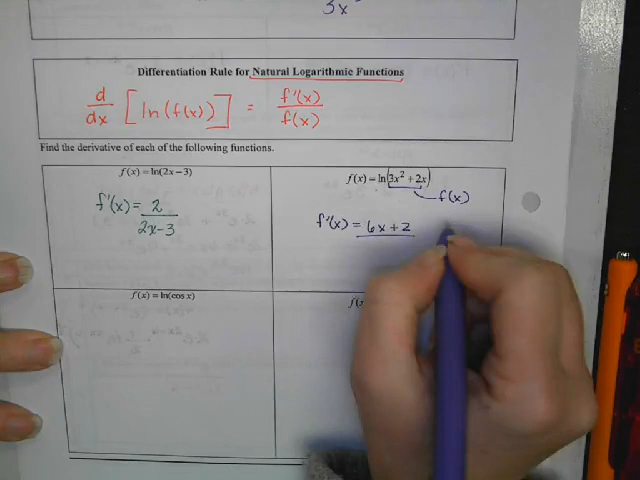 3x
Differentiation Rule for Natural Logarithmic Functions
d/dx [ln(f(x))] = f'(x)/f(x)
Find the derivative of each of the following functions.
f(x) = ln(2x−3)
f'(x) = 2/2x−3
f(x) = ln(3x² + 2x)
f(x)
f'(x) = 6x+2
f(x) = ln(cos x)
f(x